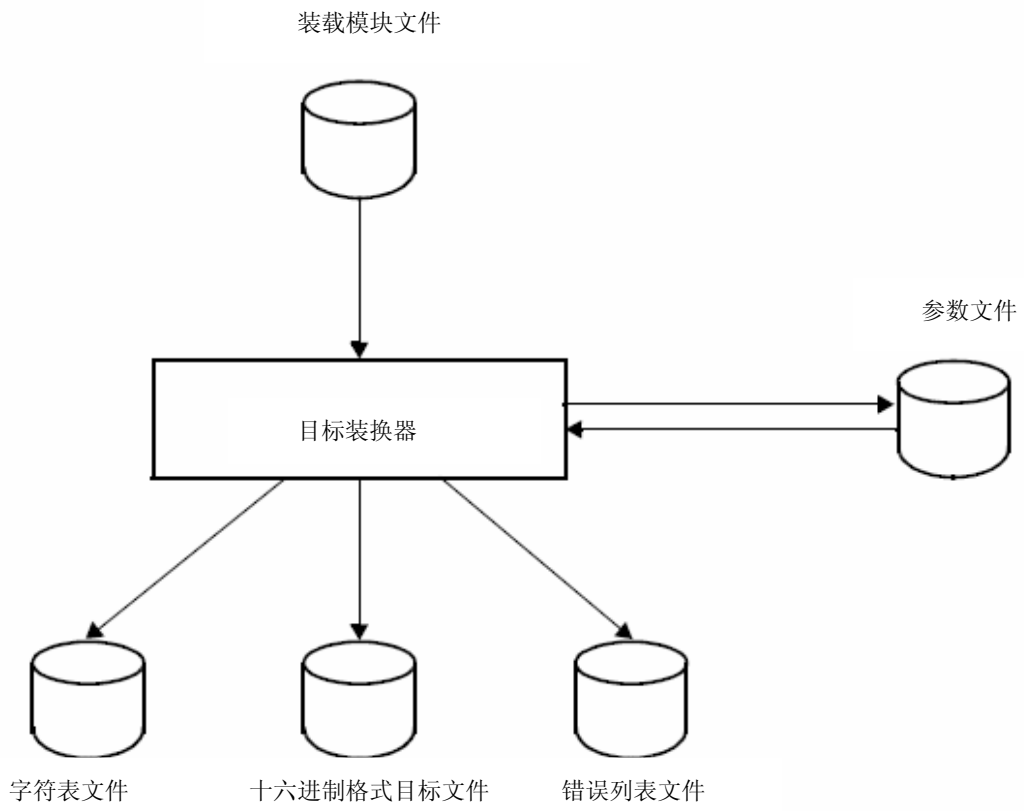 装载模块文件
参数文件
目标装换器
字符表文件
十六进制格式目标文件
错误列表文件